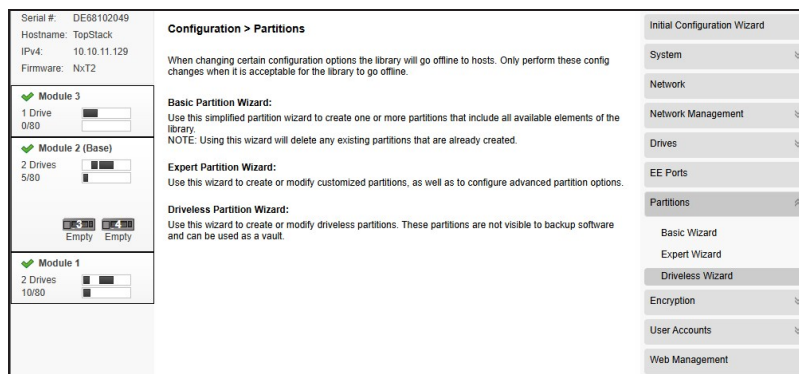 Serial #: DE68102049
Hostname: TopStack
IPv4: 10.10.11.129
Firmware: NxT2
Module 3
1 Drive
0/80
Module 2 (Base)
2 Drives
5/80
3 4
Empty Empty
Module 1
2 Drives
10/80
Configuration > Partitions
When changing certain configuration options the library will go offline to hosts. Only perform these config
changes when it is acceptable for the library to go offline.
Basic Partition Wizard:
Use this simplified partition wizard to create one or more partitions that include all available elements of the
library.
NOTE: Using this wizard will delete any existing partitions that are already created.
Expert Partition Wizard:
Use this wizard to create or modify customized partitions, as well as to configure advanced partition options.
Driveless Partition Wizard:
Use this wizard to create or modify driveless partitions. These partitions are not visible to backup software
and can be used as a vault.
Initial Configuration Wizard
System
Network
Network Management
Drives
EE Ports
Partitions
Basic Wizard
Expert Wizard
Driveless Wizard
Encryption
User Accounts
Web Management